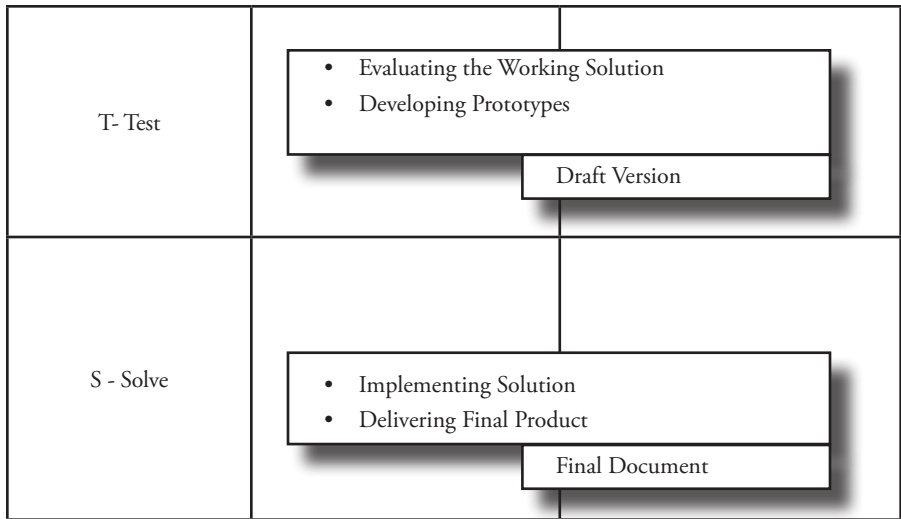 T- Test
• Evaluating the Working Solution
• Developing Prototypes
Draft Version
S - Solve
• Implementing Solution
• Delivering Final Product
Final Document